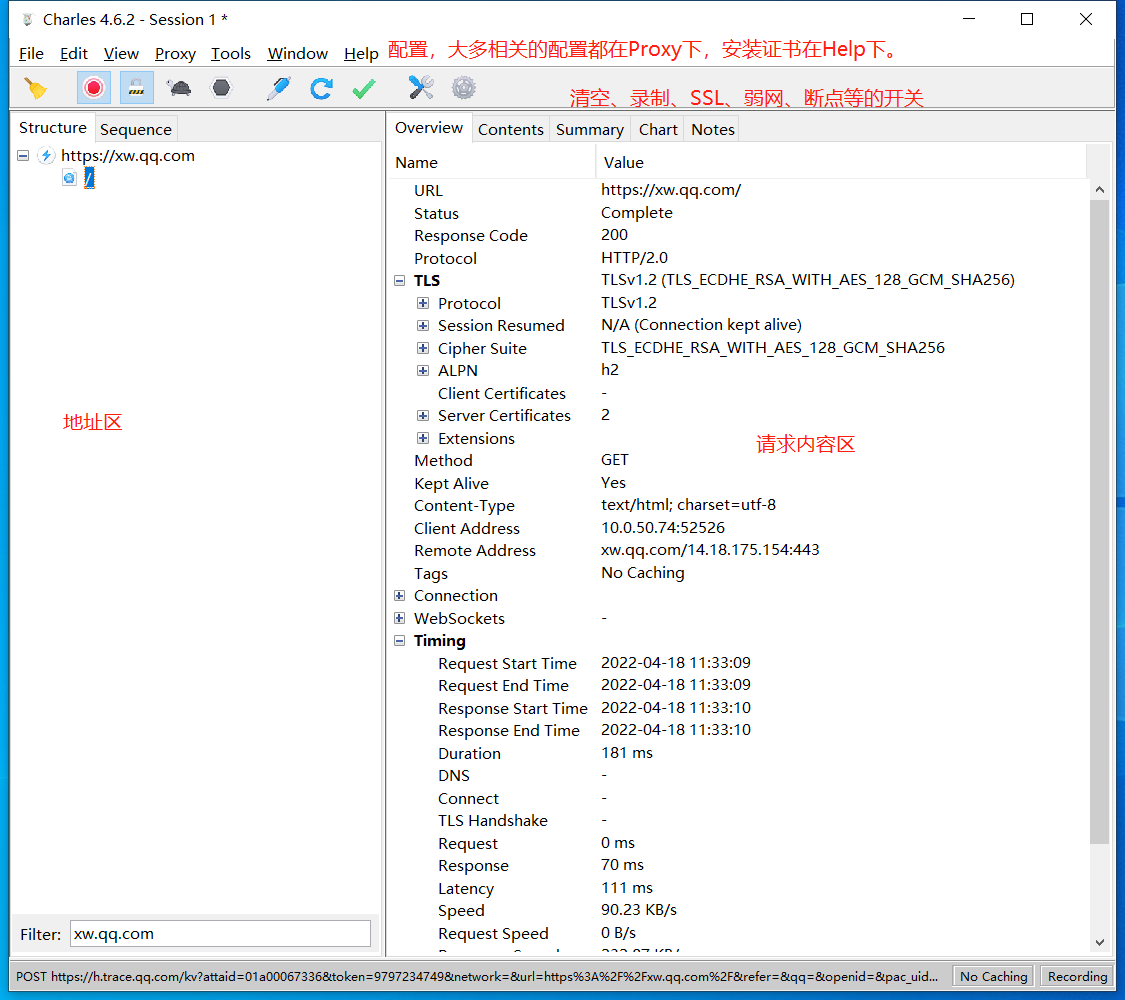 Charles 4.6.2 - Session 1 *
File Edit View Proxy Tools Window Help 配置，大多相关的配置都在Proxy下，安装证书在Help下。
清空、录制、SSL、弱网、断点等的开关
Structure Sequence
Overview Contents Summary Chart Notes
https://xw.qq.com
/
地址区
Name Value
URL https://xw.qq.com/
Status Complete
Response Code 200
Protocol HTTP/2.0
TLS TLSv1.2 (TLS_ECDHE_RSA_WITH_AES_128_GCM_SHA256)
Protocol TLSv1.2
Session Resumed N/A (Connection kept alive)
Cipher Suite TLS_ECDHE_RSA_WITH_AES_128_GCM_SHA256
ALPN h2
Client Certificates -
Server Certificates 2
Extensions
请求内容区
Method GET
Kept Alive Yes
Content-Type text/html; charset=utf-8
Client Address 10.0.50.74:52526
Remote Address xw.qq.com/14.18.175.154:443
Tags No Caching
Connection
WebSockets -
Timing
Request Start Time 2022-04-18 11:33:09
Request End Time 2022-04-18 11:33:09
Response Start Time 2022-04-18 11:33:10
Response End Time 2022-04-18 11:33:10
Duration 181 ms
DNS -
Connect -
TLS Handshake -
Request 0 ms
Response 70 ms
Latency 111 ms
Speed 90.23 KB/s
Request Speed 0 B/s
Filter: xw.qq.com
POST https://h.trace.qq.com/kv?attaid=01a00067336&token=9797234749&network=&url=https%3A%2F%2Fxw.qq.com%2F&refer=&qq=&openid=&pac_uid... No Caching Recording